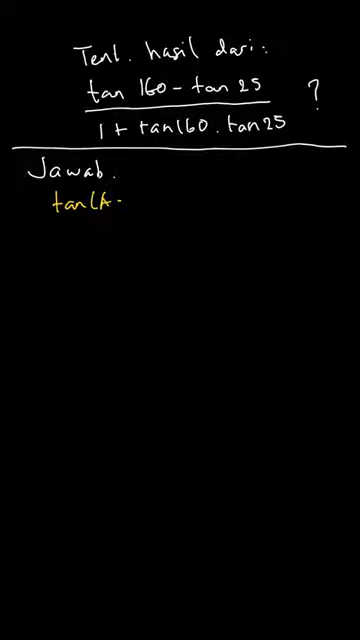 Tent. hasil dari:
tan 160 - tan 25
?
1 + tan 160 . tan 25
Jawab.
tan(A -